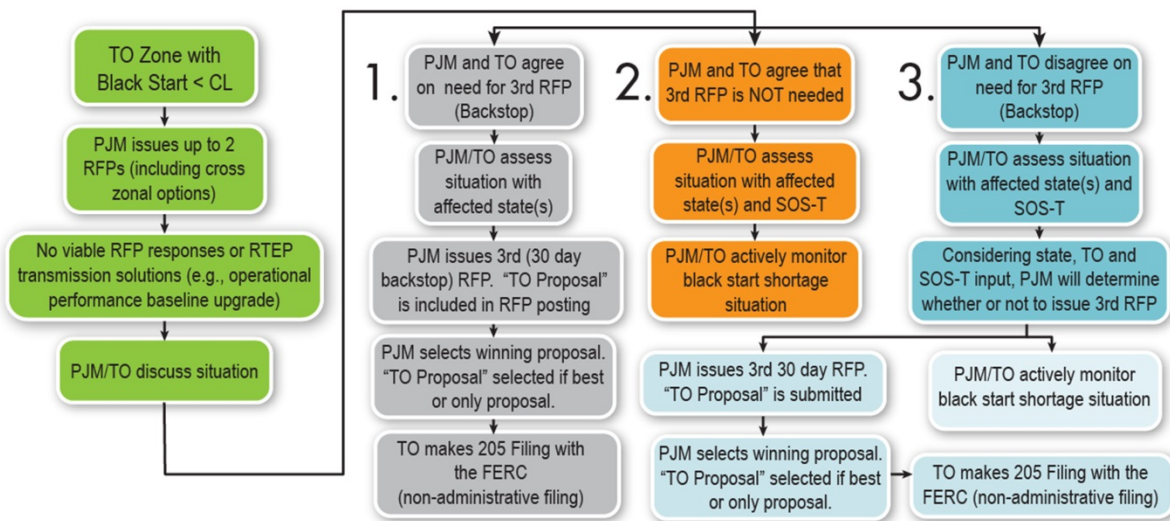 TO Zone with
Black Start < CL
PJM issues up to 2
RFPs (including cross
zonal options)
No viable RFP responses or RTEP
transmission solutions (e.g., operational
performance baseline upgrade)
PJM/TO discuss situation
1.
PJM and TO agree
on need for 3rd RFP
(Backstop)
PJM/TO assess
situation with
affected state(s)
PJM issues 3rd (30 day
backstop) RFP. “TO Proposal”
is included in RFP posting
PJM selects winning proposal.
“TO Proposal” selected if best
or only proposal.
TO makes 205 Filing with
the FERC
(non-administrative filing)
2.
PJM and TO agree that
3rd RFP is NOT needed
PJM/TO assess
situation with affected
state(s) and SOS-T
PJM/TO actively monitor
black start shortage
situation
3.
PJM and TO disagree on
need for 3rd RFP
(Backstop)
PJM/TO assess situation
with affected state(s) and
SOS-T
Considering state, TO and
SOS-T input, PJM will determine
whether or not to issue 3rd RFP
PJM issues 3rd 30 day RFP.
“TO Proposal” is submitted
PJM/TO actively monitor
black start shortage situation
PJM selects winning proposal.
“TO Proposal” selected if best
or only proposal.
TO makes 205 Filing with the
FERC (non-administrative filing)